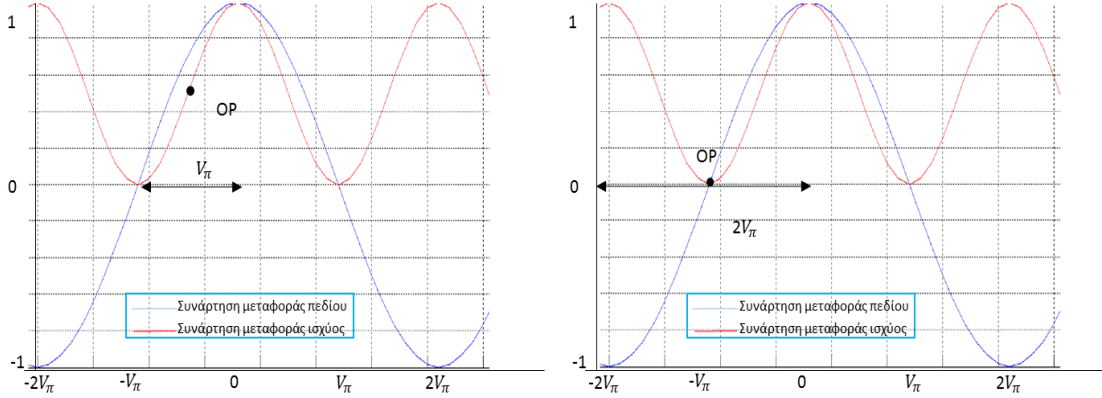 1
OP
V_π
0
Συνάρτηση μεταφοράς πεδίου
Συνάρτηση μεταφοράς ισχύος
-1
-2V_π -V_π 0 V_π 2V_π
1
OP
0
2V_π
Συνάρτηση μεταφοράς πεδίου
Συνάρτηση μεταφοράς ισχύος
-1
-2V_π -V_π 0 V_π 2V_π